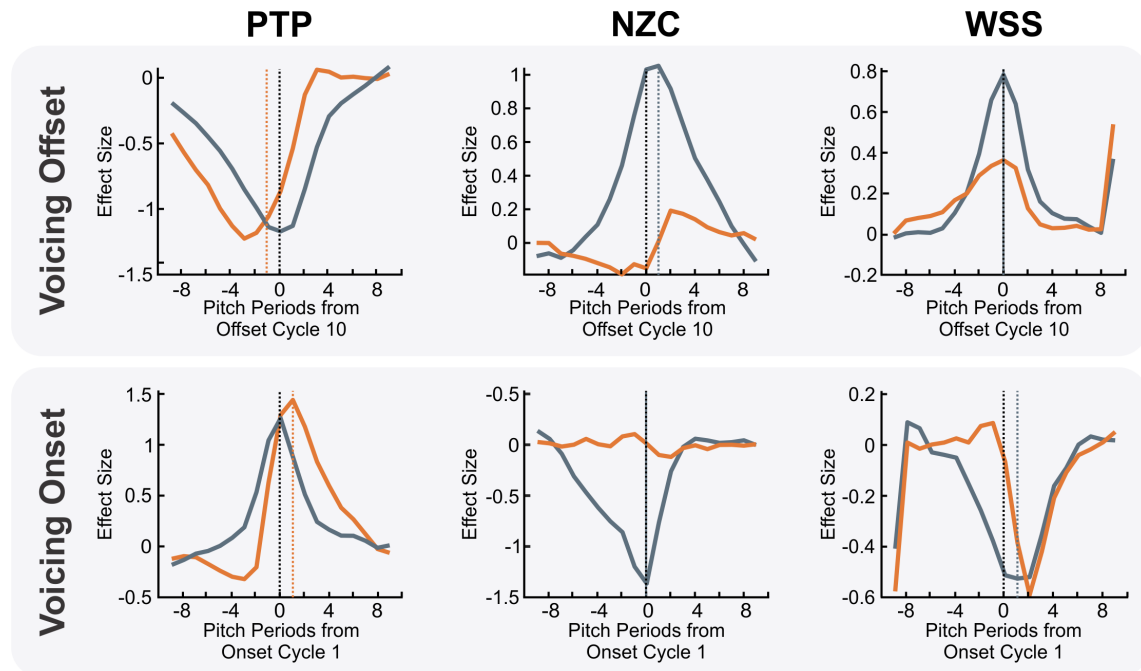 PTP NZC WSS
Voicing Offset
Effect Size
0
-0.5
-1
-1.5
-8 -4 0 4 8
Pitch Periods from
Offset Cycle 10
Effect Size
1
0.8
0.6
0.4
0.2
0
-8 -4 0 4 8
Pitch Periods from
Offset Cycle 10
Effect Size
0.8
0.6
0.4
0.2
0
-0.2
-8 -4 0 4 8
Pitch Periods from
Offset Cycle 10
Voicing Onset
Effect Size
1.5
1
0.5
0
-0.5
-8 -4 0 4 8
Pitch Periods from
Onset Cycle 1
Effect Size
-0.5
0
-0.5
-1
-1.5
-8 -4 0 4 8
Pitch Periods from
Onset Cycle 1
Effect Size
0.2
0
-0.2
-0.4
-0.6
-8 -4 0 4 8
Pitch Periods from
Onset Cycle 1